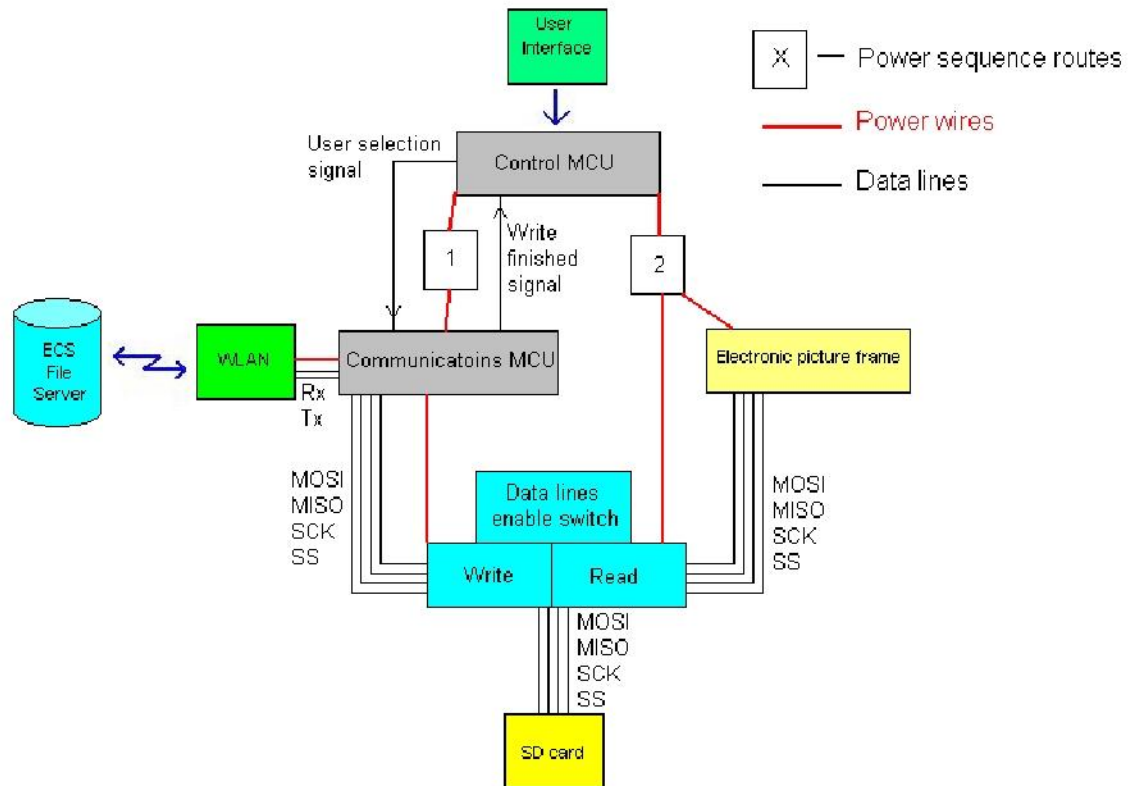 User
Interface
X
Power sequence routes
Power wires
Data lines
User selection
signal
Control MCU
1
Write
finished
signal
2
ECS
File
Server
WLAN
Communicatoins MCU
Electronic picture frame
Rx
Tx
MOSI
MISO
SCK
SS
Data lines
enable switch
Write
Read
MOSI
MISO
SCK
SS
MOSI
MISO
SCK
SS
SD card